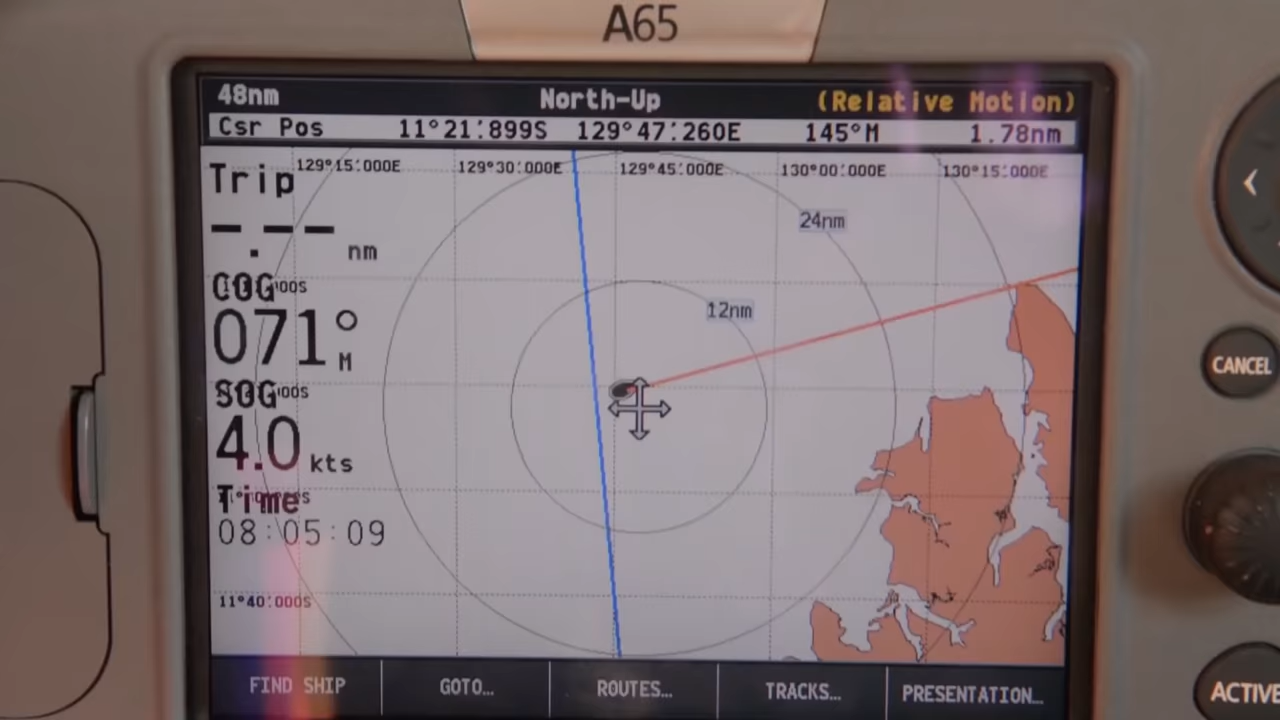 A65
48nm North-Up (Relative Motion)
Csr Pos 11°21'.899S 129°47'.260E 145°M 1.78nm
129°15'.000E 129°30'.000E 129°45'.000E 130°00'.000E 130°15'.000E
Trip
-.-- nm
24nm
COG
12nm
071°M
SOG
4.0 kts
Time
08:05:09
11°40'.000S
FIND SHIP GOTO... ROUTES... TRACKS... PRESENTATION...
CANCEL
ACTIVE